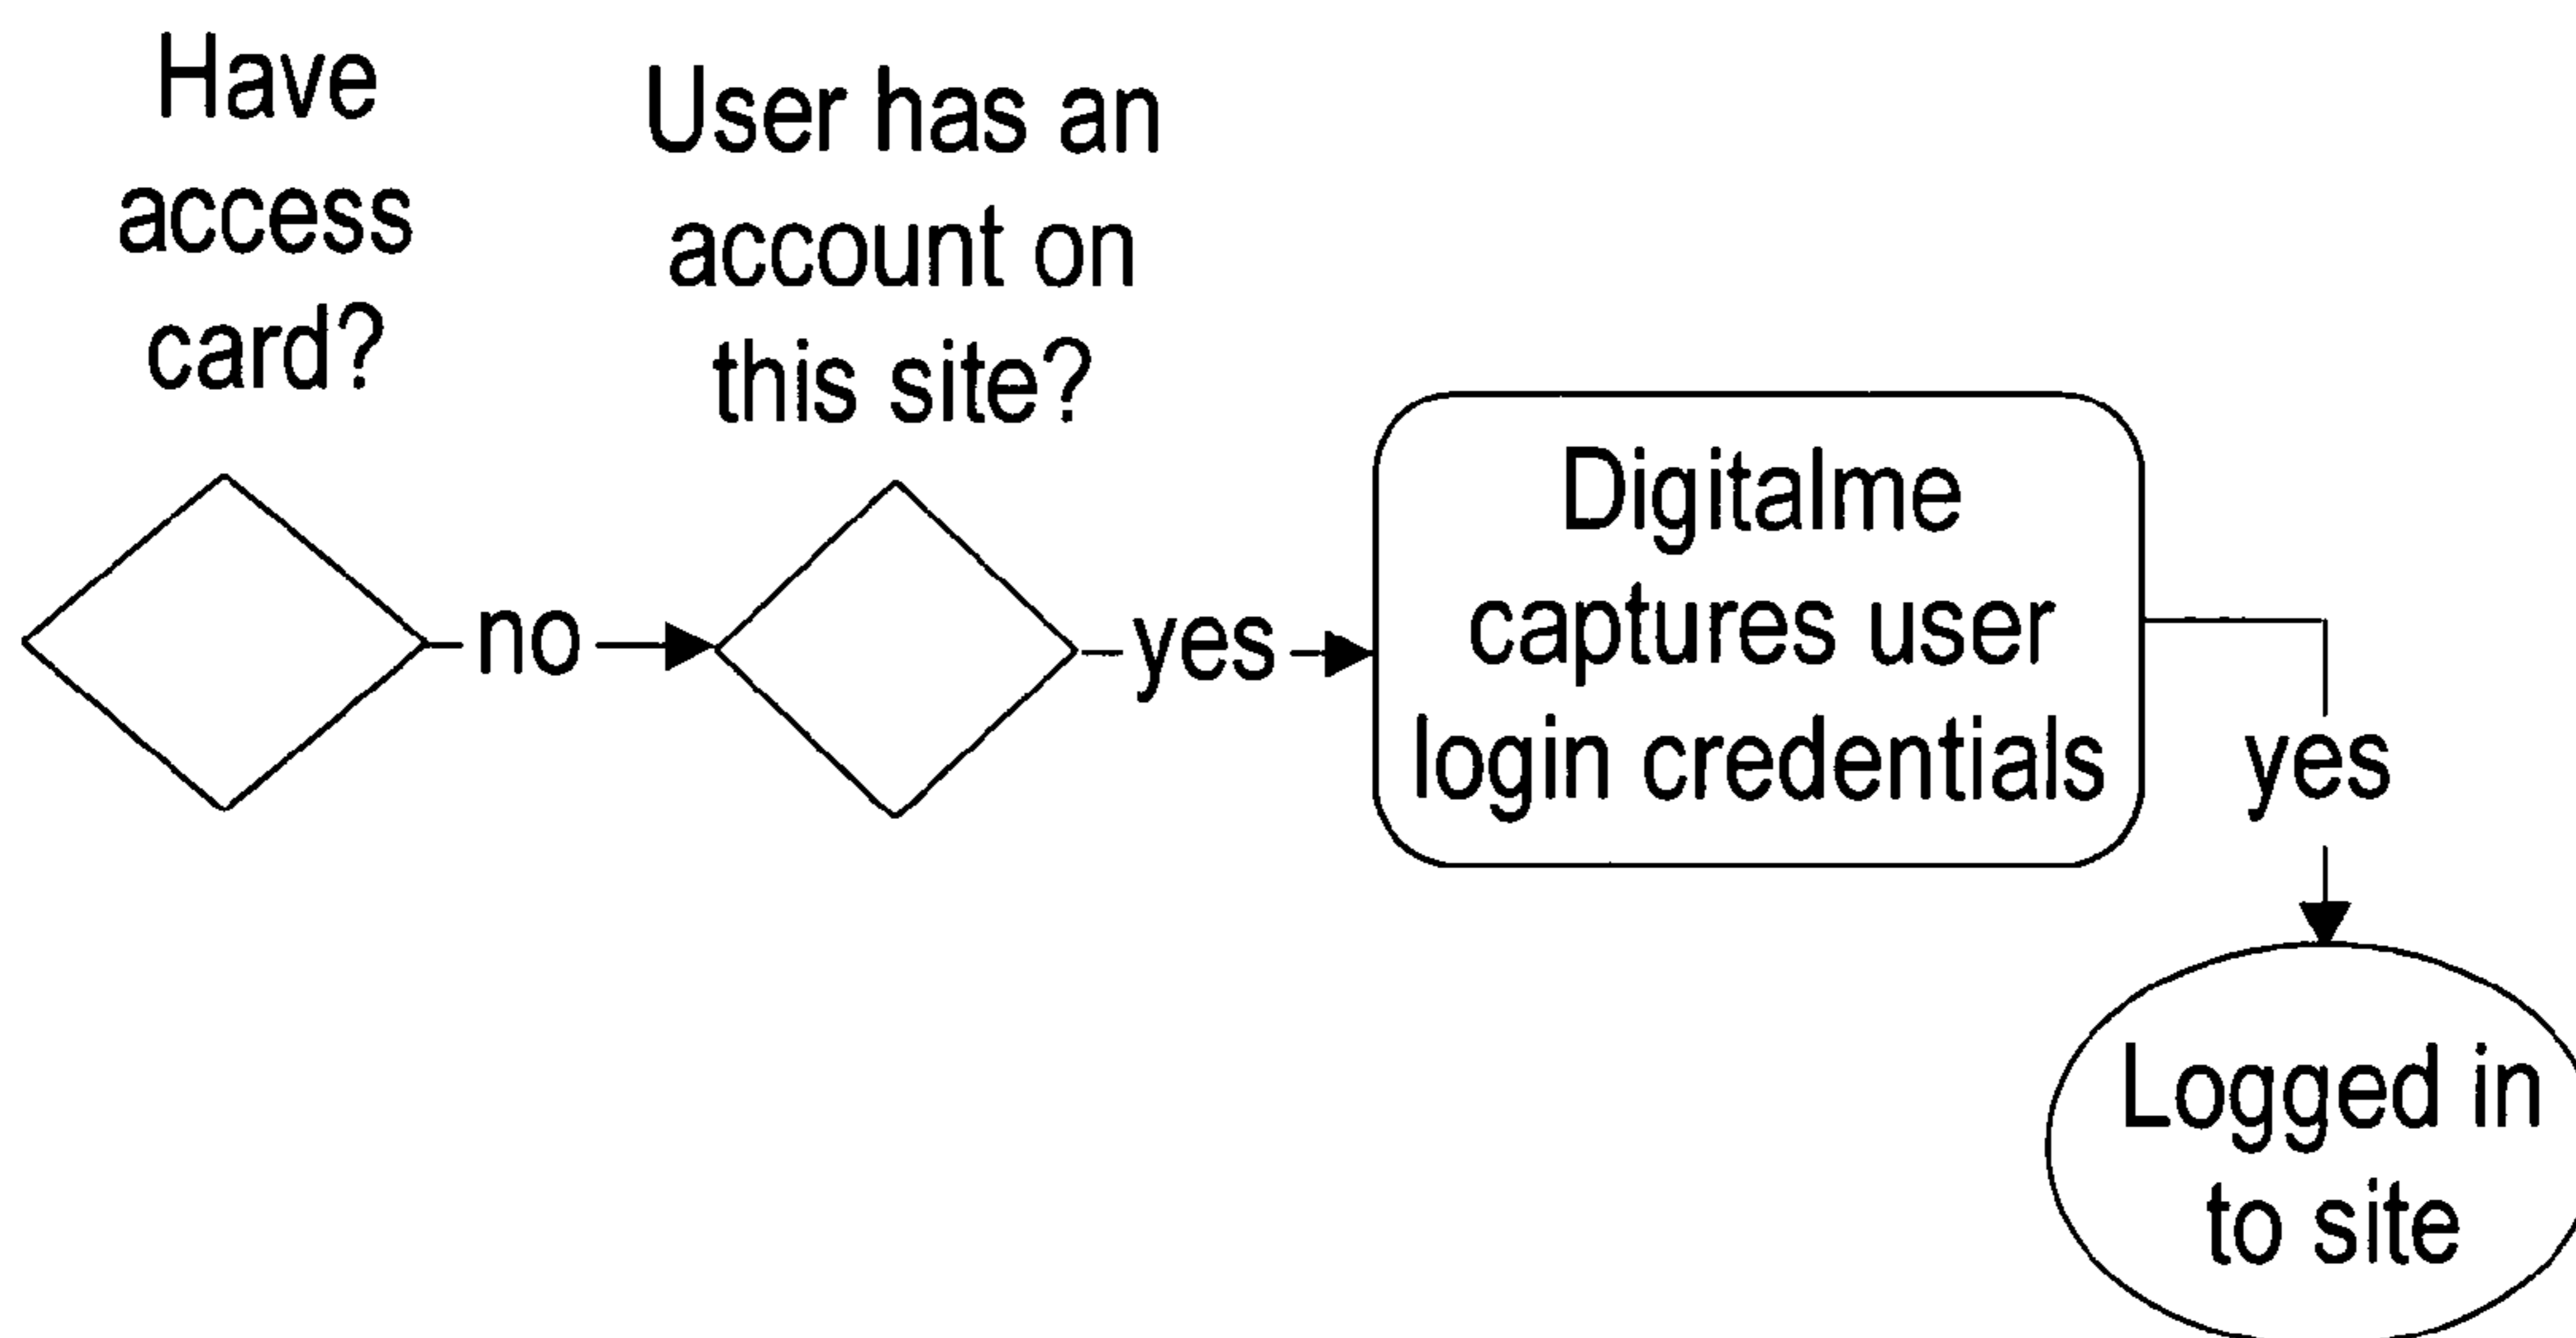 Have
access
card?
User has an
account on
this site?
no
yes
Digitalme
captures user
login credentials
yes
Logged in
to site